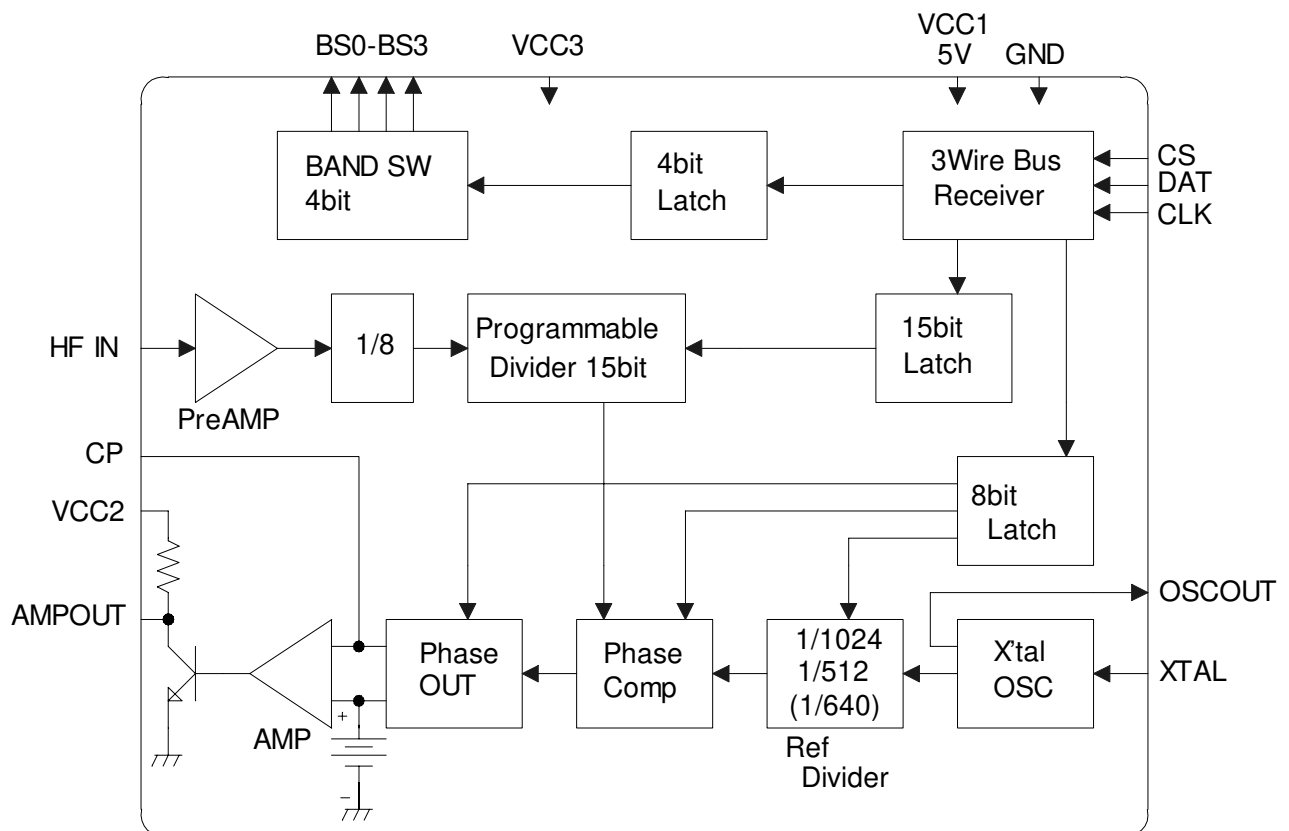 BS0-BS3
VCC3
VCC1
5V
GND
BAND SW
4bit
4bit
Latch
3Wire Bus
Receiver
CS
DAT
CLK
HF IN
PreAMP
1/8
Programmable
Divider 15bit
15bit
Latch
CP
VCC2
8bit
Latch
AMPOUT
OSCOUT
AMP
+
−
Phase
OUT
Phase
Comp
1/1024
1/512
(1/640)
Ref
Divider
X'tal
OSC
XTAL